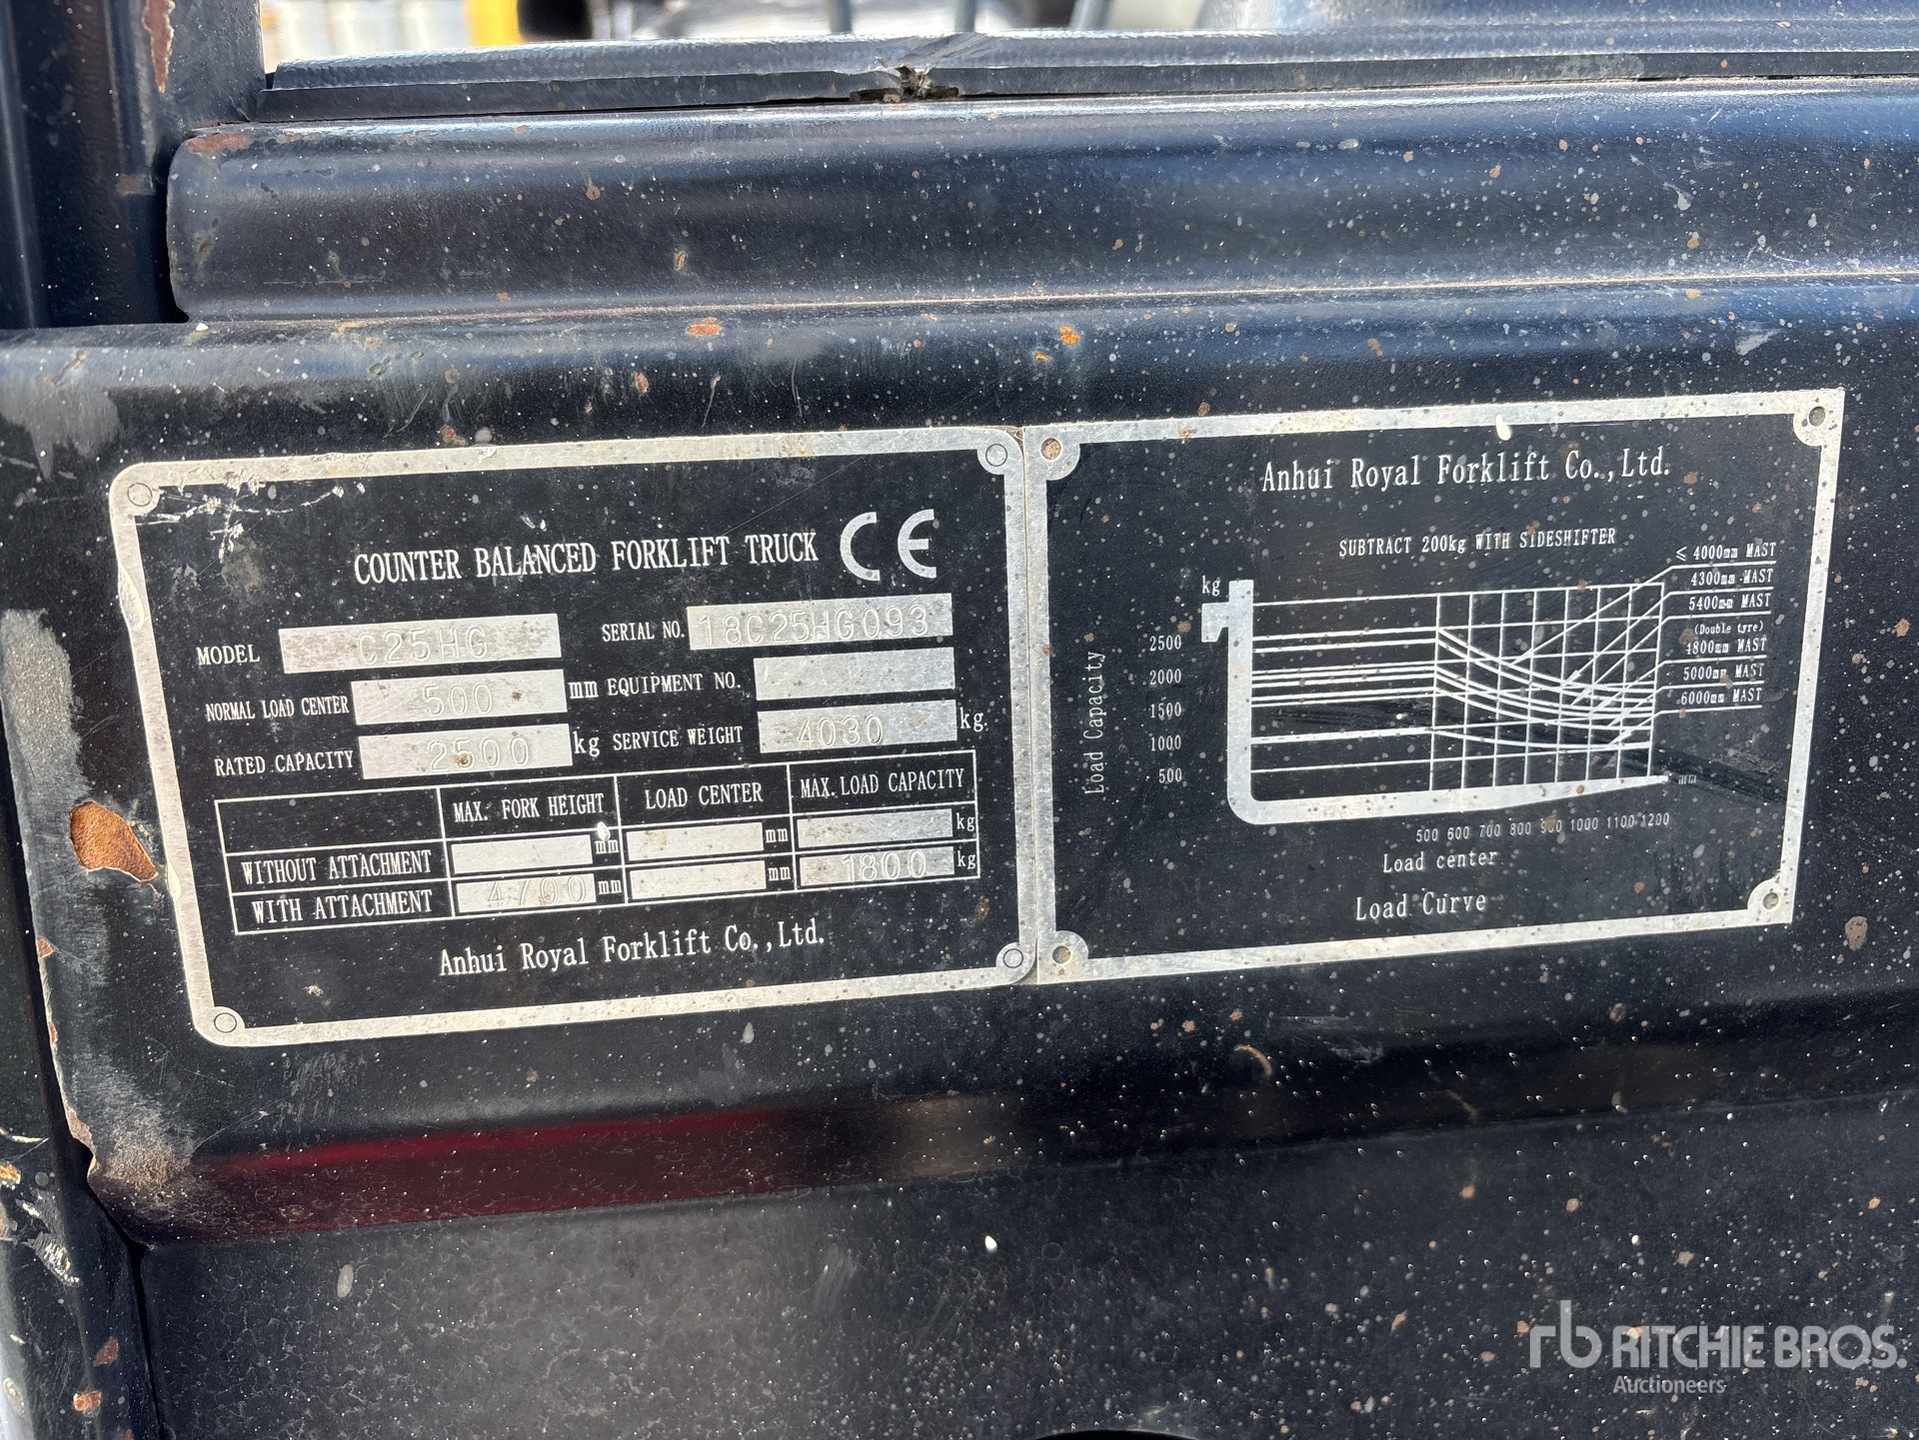 COUNTER BALANCED FORKLIFT TRUCK CE
MODEL C25HG SERIAL NO. 18C25HG093
NORMAL LOAD CENTER 500 mm EQUIPMENT NO.
RATED CAPACITY 2500 kg SERVICE WEIGHT 4030 kg.
MAX. FORK HEIGHT LOAD CENTER MAX. LOAD CAPACITY
WITHOUT ATTACHMENT mm mm kg
WITH ATTACHMENT 4700 mm mm 1800 kg
Anhui Royal Forklift Co.,Ltd.
Anhui Royal Forklift Co.,Ltd.
SUBTRACT 200kg WITH SIDESHIFTER
≤ 4000mm MAST
4300mm MAST
5400mm MAST
(Double tyre)
4800mm MAST
5000mm MAST
6000mm MAST
kg
2500
2000
1500
1000
500
Load Capacity
mm
500 600 700 800 900 1000 1100 1200
Load center
Load Curve
rb RITCHIE BROS.
Auctioneers